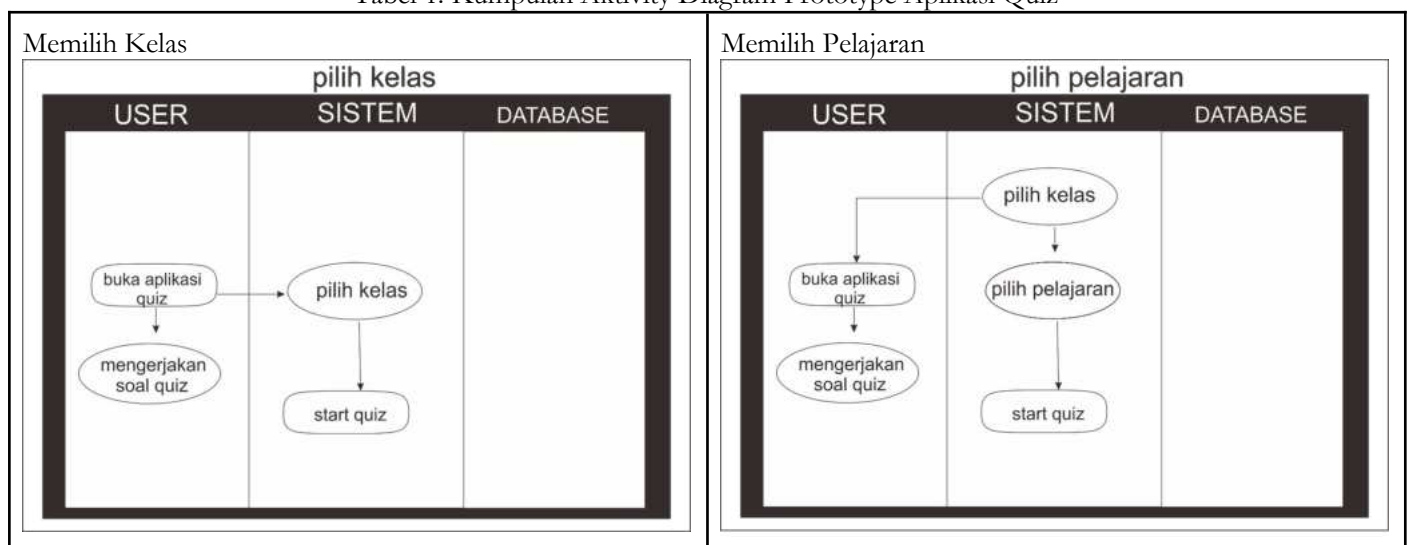 Tabel 1. Kumpulan Aktivity Diagram Prototype Aplikasi Quiz
Memilih Kelas
pilih kelas
USER SISTEM DATABASE
buka aplikasi
quiz
pilih kelas
mengerjakan
soal quiz
start quiz
Memilih Pelajaran
pilih pelajaran
USER SISTEM DATABASE
pilih kelas
buka aplikasi
quiz
pilih pelajaran
mengerjakan
soal quiz
start quiz